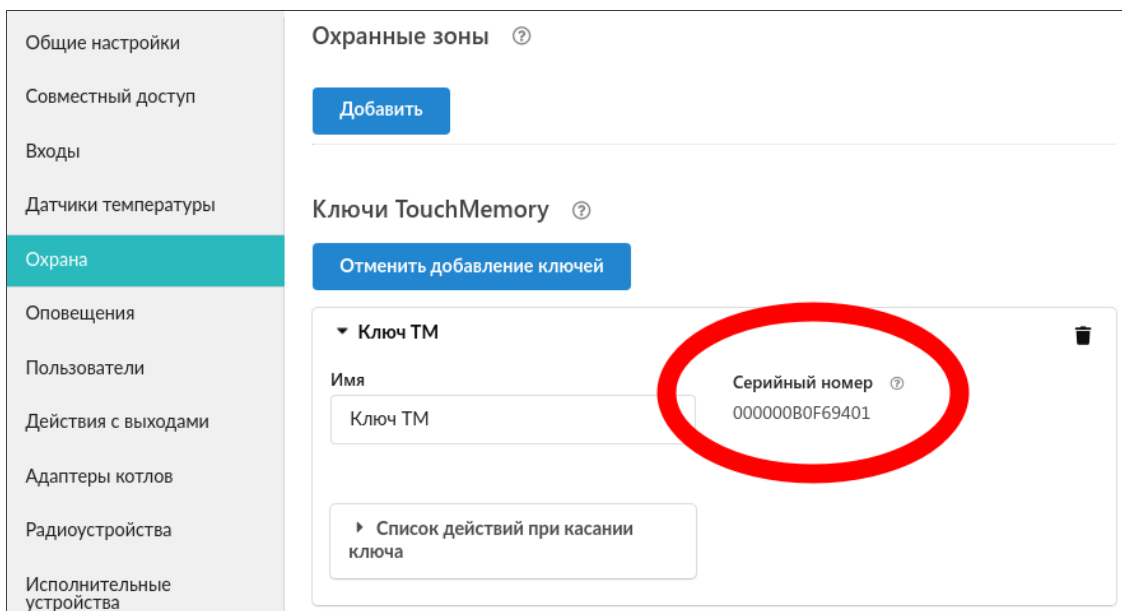 Общие настройки
Совместный доступ
Входы
Датчики температуры
Охрана
Оповещения
Пользователи
Действия с выходами
Адаптеры котлов
Радиоустройства
Исполнительные
устройства
Охранные зоны ?
Добавить
Ключи TouchMemory ?
Отменить добавление ключей
Ключ ТМ
Имя
Ключ ТМ
Серийный номер ?
000000B0F69401
Список действий при касании
ключа